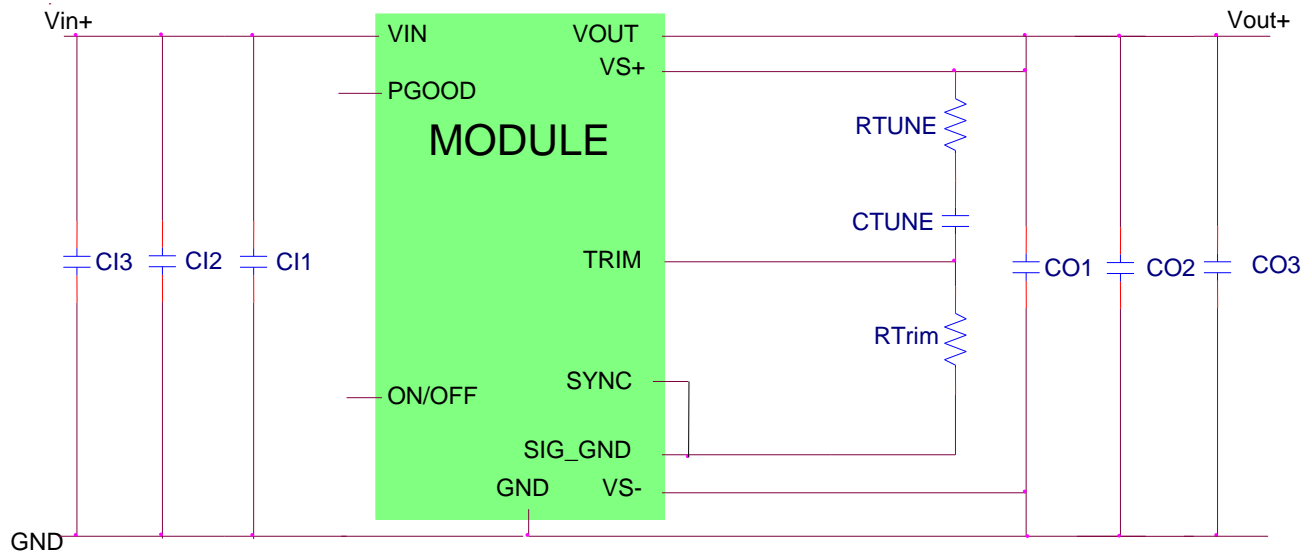 Vin+
Vout+
VIN
VOUT
VS+
PGOOD
MODULE
RTUNE
CTUNE
TRIM
CI3
CI2
CI1
CO1
CO2
CO3
RTrim
SYNC
ON/OFF
SIG_GND
GND
VS-
GND